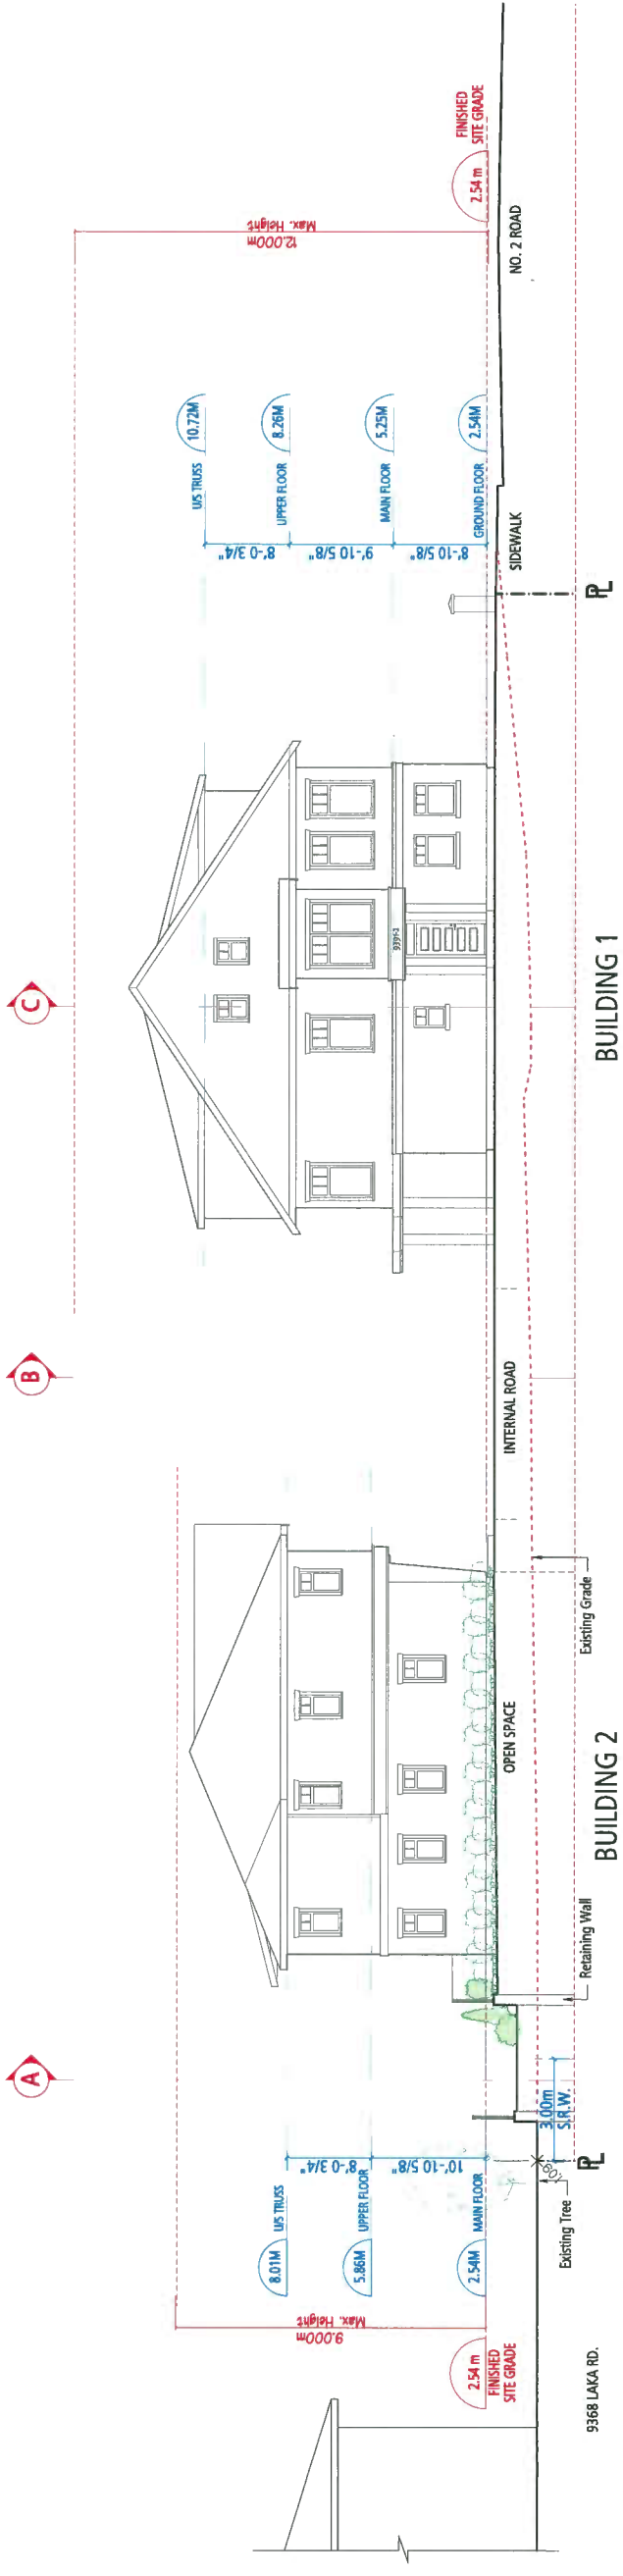 A
B
C
9.000m
Max. Height
12.000m
Max. Height
8.01M
U/S TRUSS
5.86M
UPPER FLOOR
2.54M
MAIN FLOOR
8'-0 3/4"
10'-10 5/8"
2.54 m
FINISHED
SITE GRADE
10.72M
U/S TRUSS
8.26M
UPPER FLOOR
5.25M
MAIN FLOOR
2.54M
GROUND FLOOR
8'-0 3/4"
9'-10 5/8"
8'-10 5/8"
2.54 m
FINISHED
SITE GRADE
9368 LAKA RD.
Existing Tree
.601
PL
3.00m
S.R.W.
Retaining Wall
OPEN SPACE
Existing Grade
INTERNAL ROAD
SIDEWALK
PL
NO. 2 ROAD
BUILDING 2
BUILDING 1